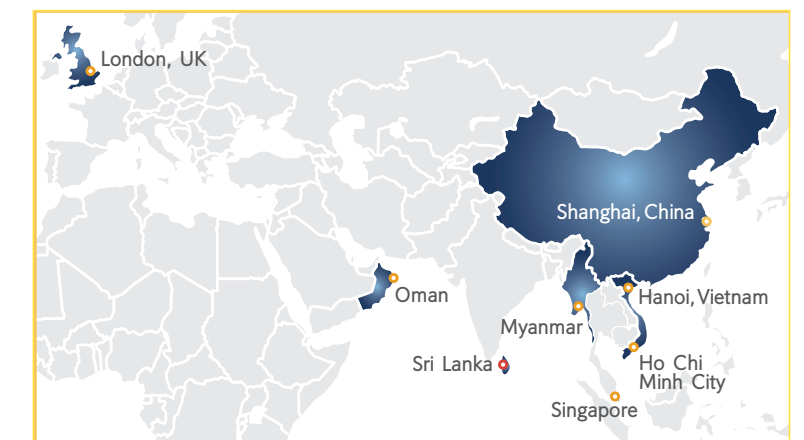 London, UK
Shanghai, China
Oman
Hanoi, Vietnam
Myanmar
Sri Lanka
Ho Chi
Minh City
Singapore